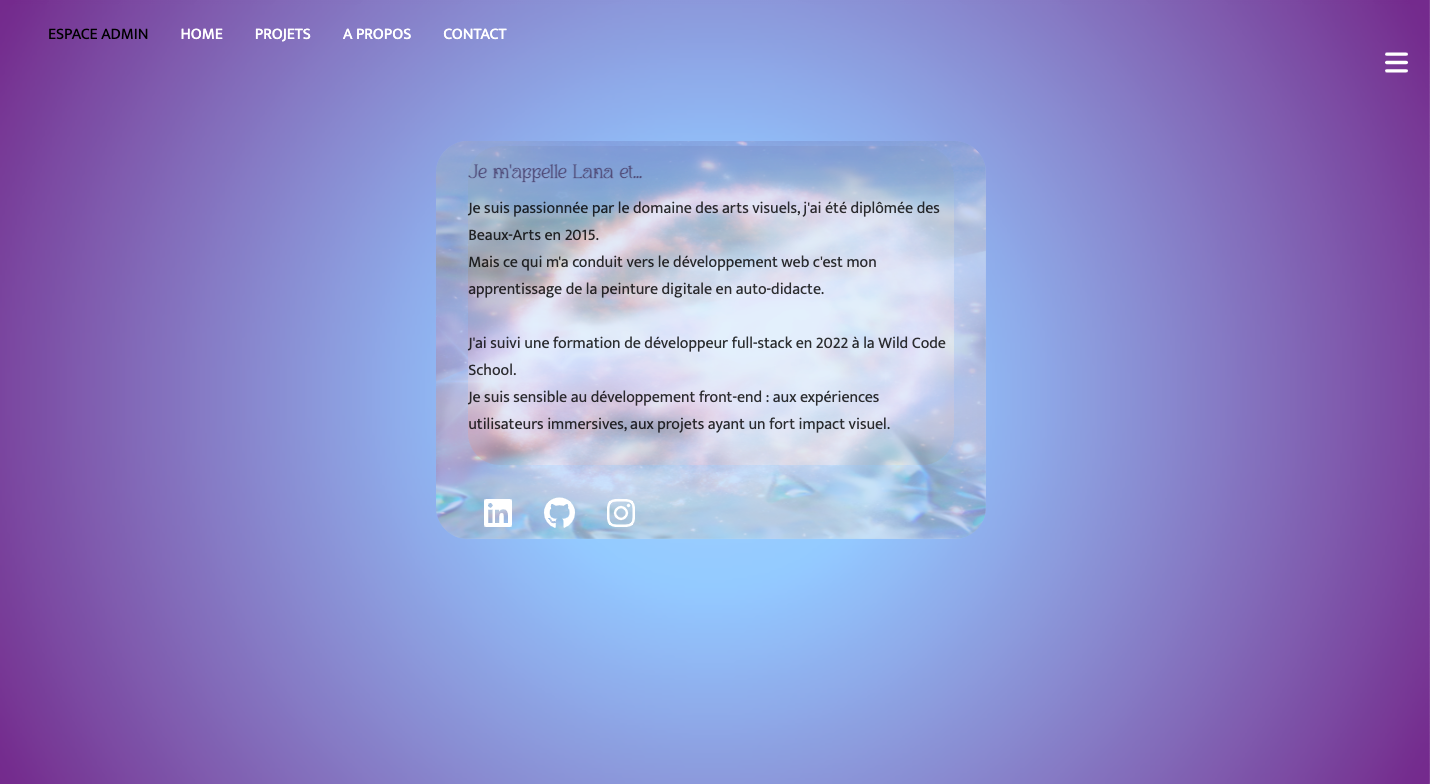 ESPACE ADMIN HOME PROJETS A PROPOS CONTACT
Je m'appelle Lana et...
Je suis passionnée par le domaine des arts visuels, j'ai été diplômée des
Beaux-Arts en 2015.
Mais ce qui m'a conduit vers le développement web c'est mon
apprentissage de la peinture digitale en auto-didacte.
J'ai suivi une formation de développeur full-stack en 2022 à la Wild Code
School.
Je suis sensible au développement front-end : aux expériences
utilisateurs immersives, aux projets ayant un fort impact visuel.
in